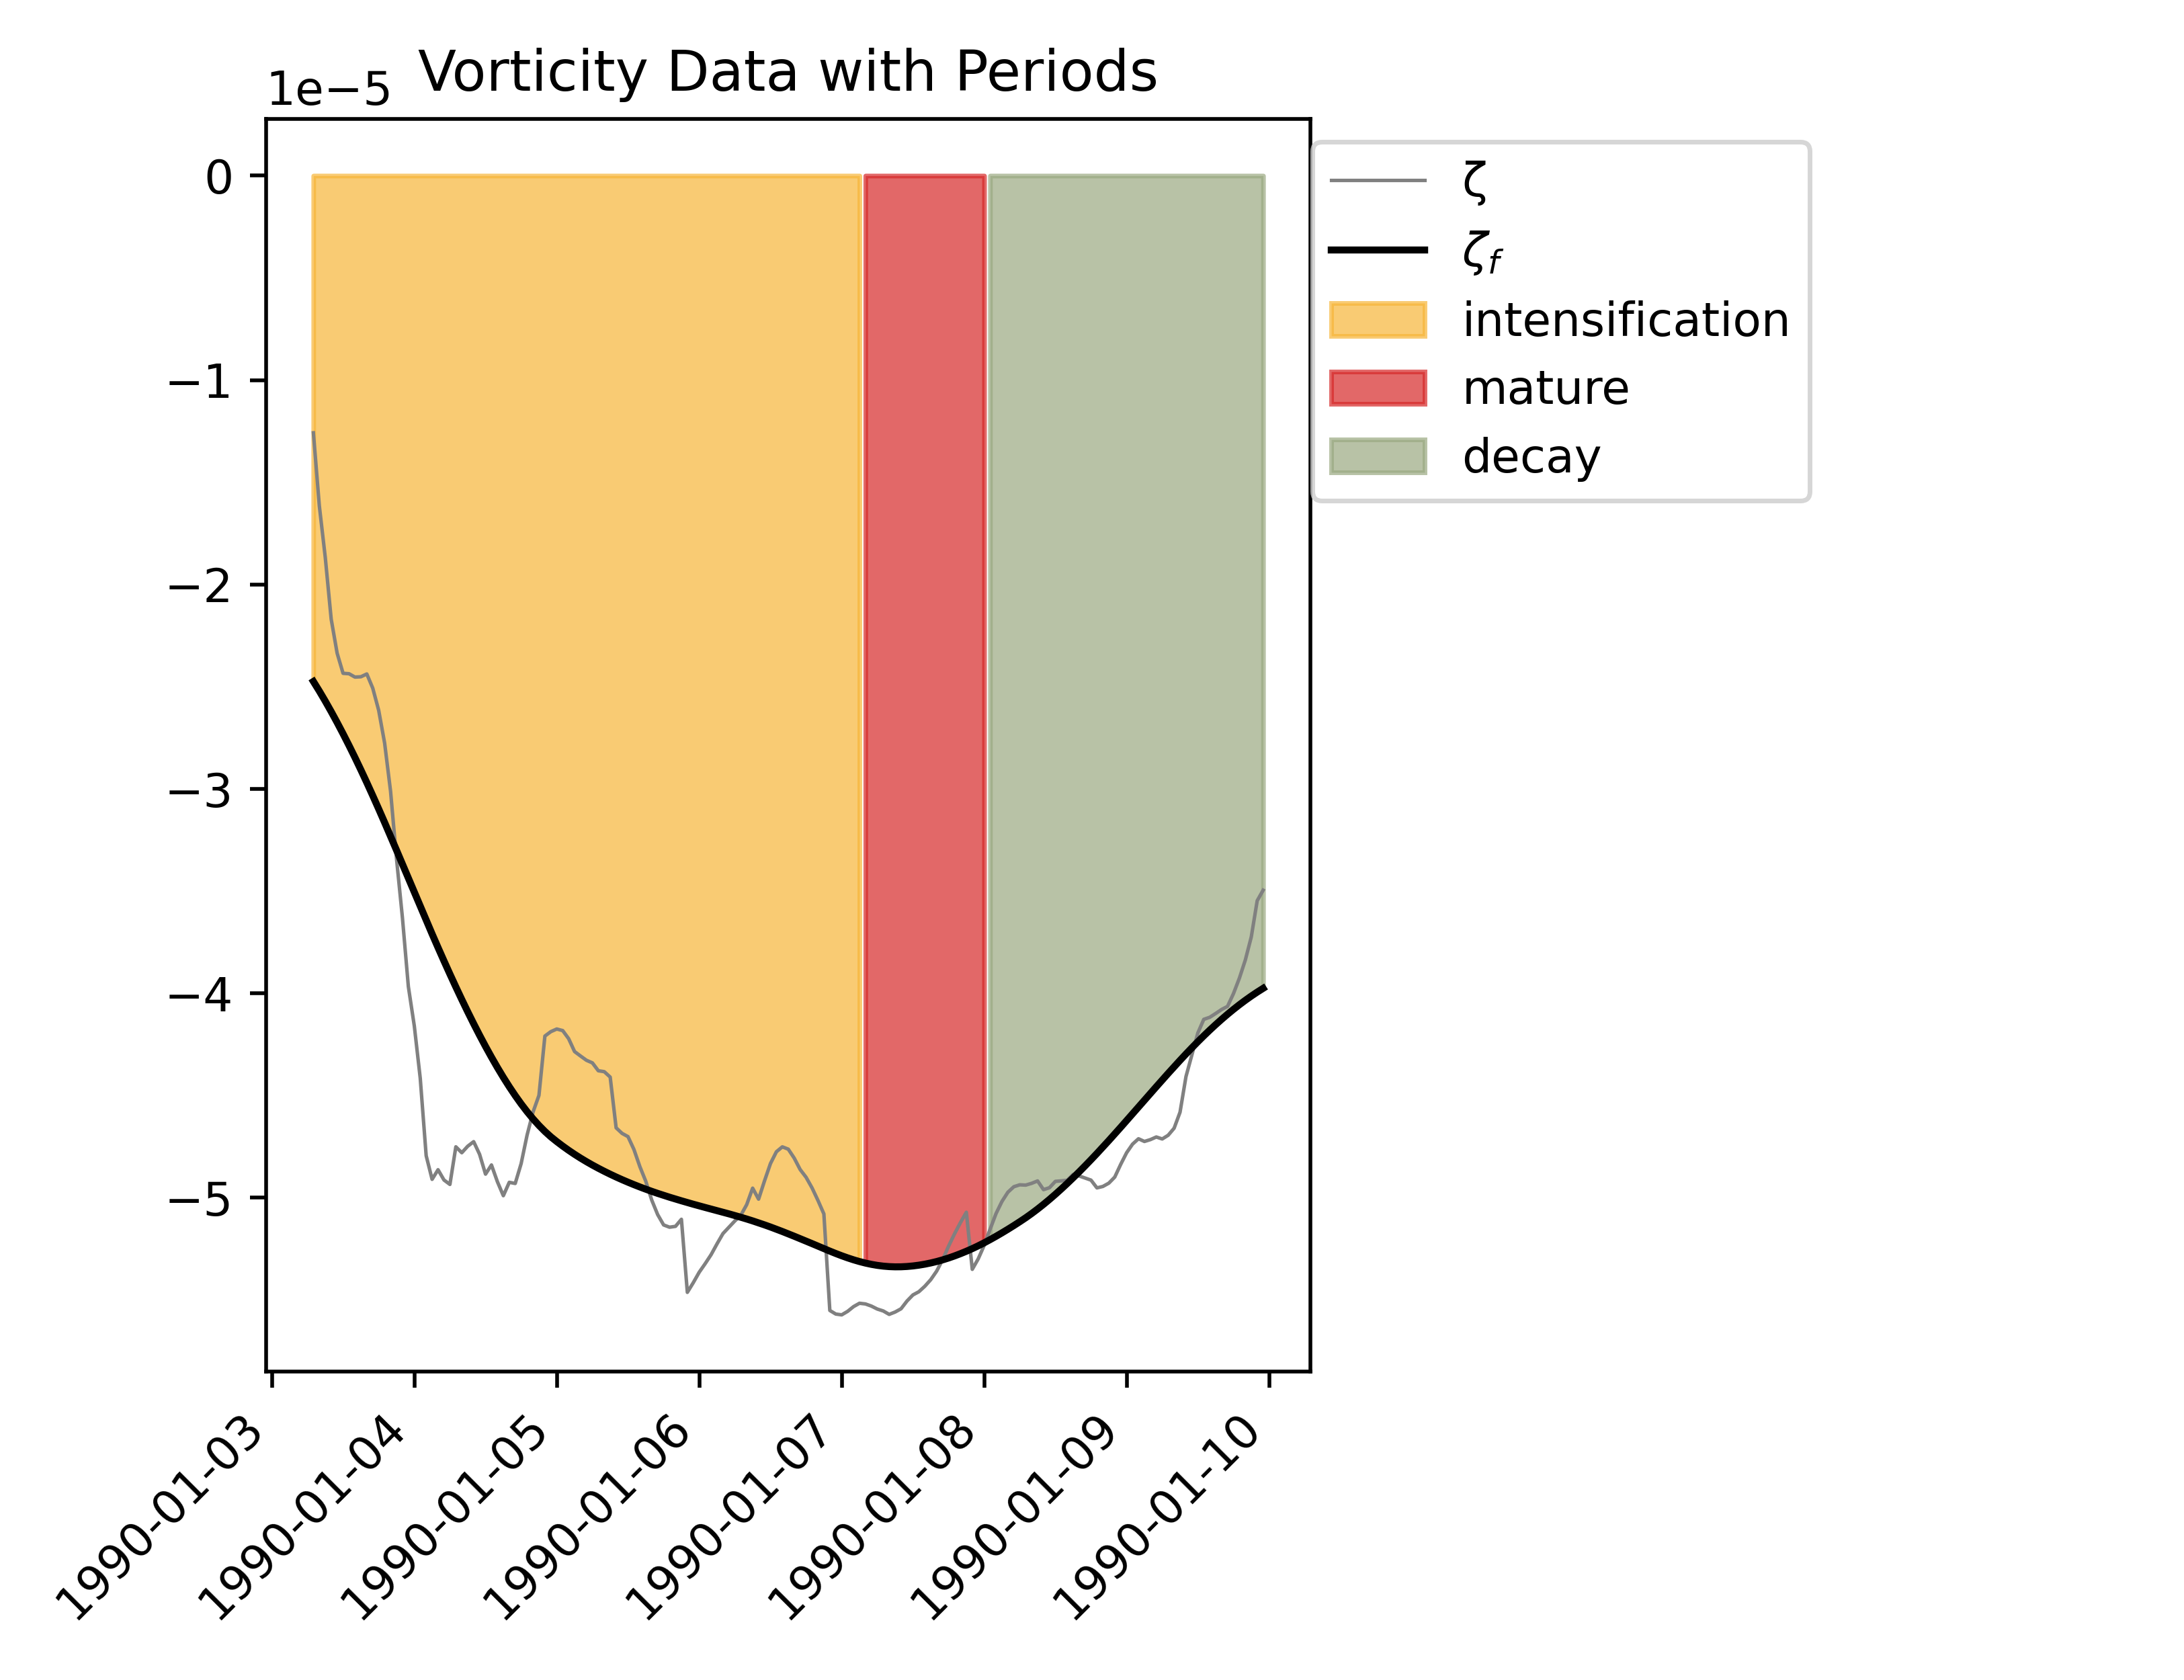 Vorticity Data with Periods
1e−5
0
−1
−2
−3
−4
−5
1990-01-03
1990-01-04
1990-01-05
1990-01-06
1990-01-07
1990-01-08
1990-01-09
1990-01-10
ζ
ζf
intensification
mature
decay